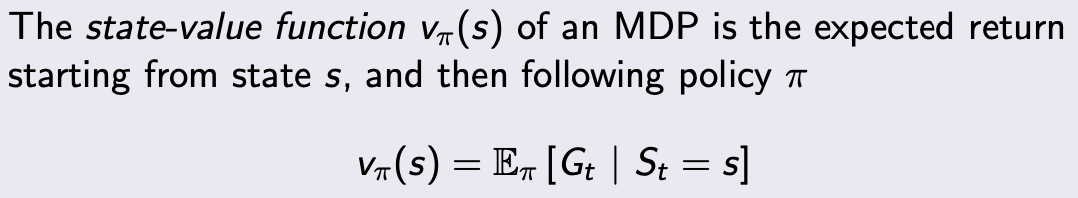 The state-value function vπ(s) of an MDP is the expected return
starting from state s, and then following policy π
vπ(s) = 𝔼π [Gt | St = s]